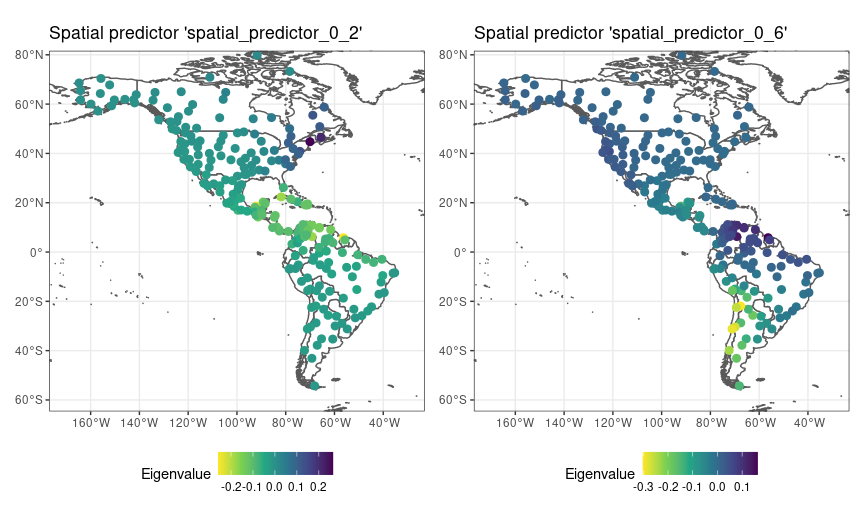 Spatial predictor 'spatial_predictor_0_2'
80°N
60°N
40°N
20°N
0°
20°S
40°S
60°S
160°W 140°W 120°W 100°W 80°W 60°W 40°W
Eigenvalue
-0.2 -0.1 0.0 0.1 0.2
Spatial predictor 'spatial_predictor_0_6'
80°N
60°N
40°N
20°N
0°
20°S
40°S
60°S
160°W 140°W 120°W 100°W 80°W 60°W 40°W
Eigenvalue
-0.3 -0.2 -0.1 0.0 0.1